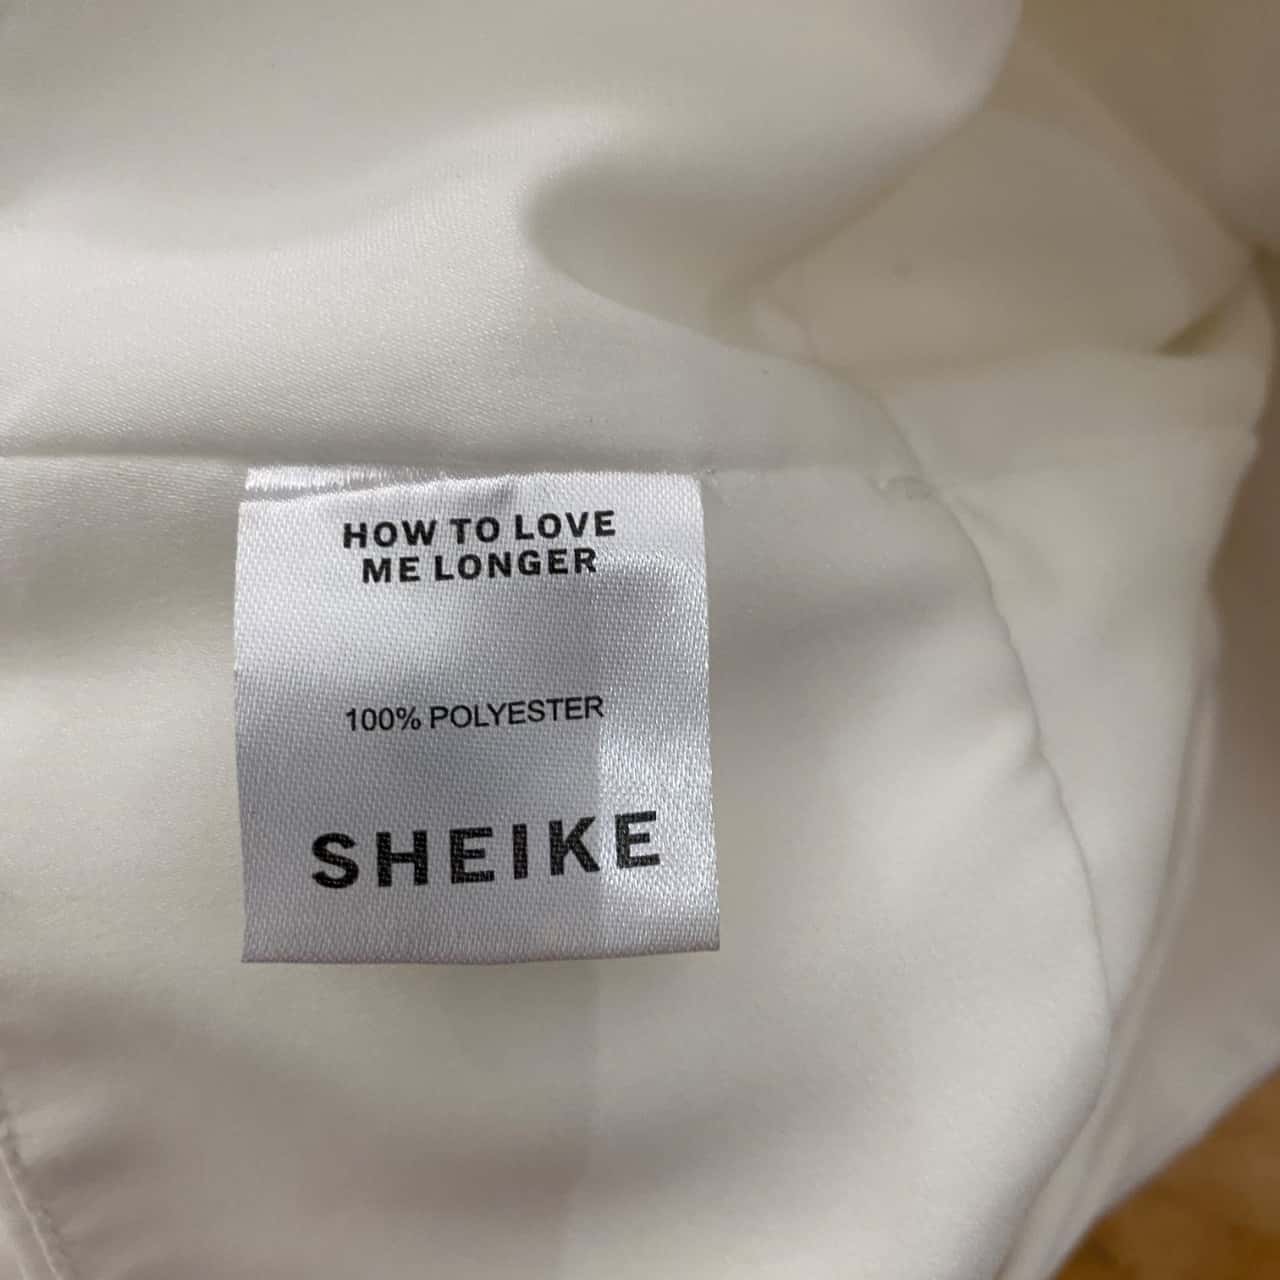 HOW TO LOVE
ME LONGER
100% POLYESTER
SHEIKE